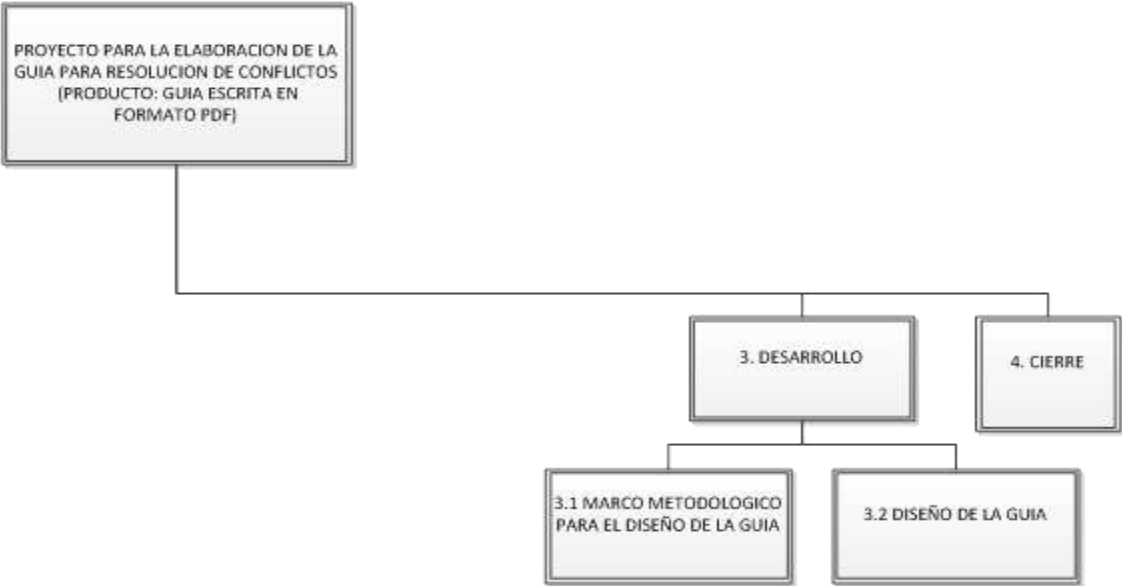 PROYECTO PARA LA ELABORACION DE LA
GUIA PARA RESOLUCION DE CONFLICTOS
(PRODUCTO: GUIA ESCRITA EN
FORMATO PDF)
3. DESARROLLO
4. CIERRE
3.1 MARCO METODOLOGICO
PARA EL DISEÑO DE LA GUIA
3.2 DISEÑO DE LA GUIA